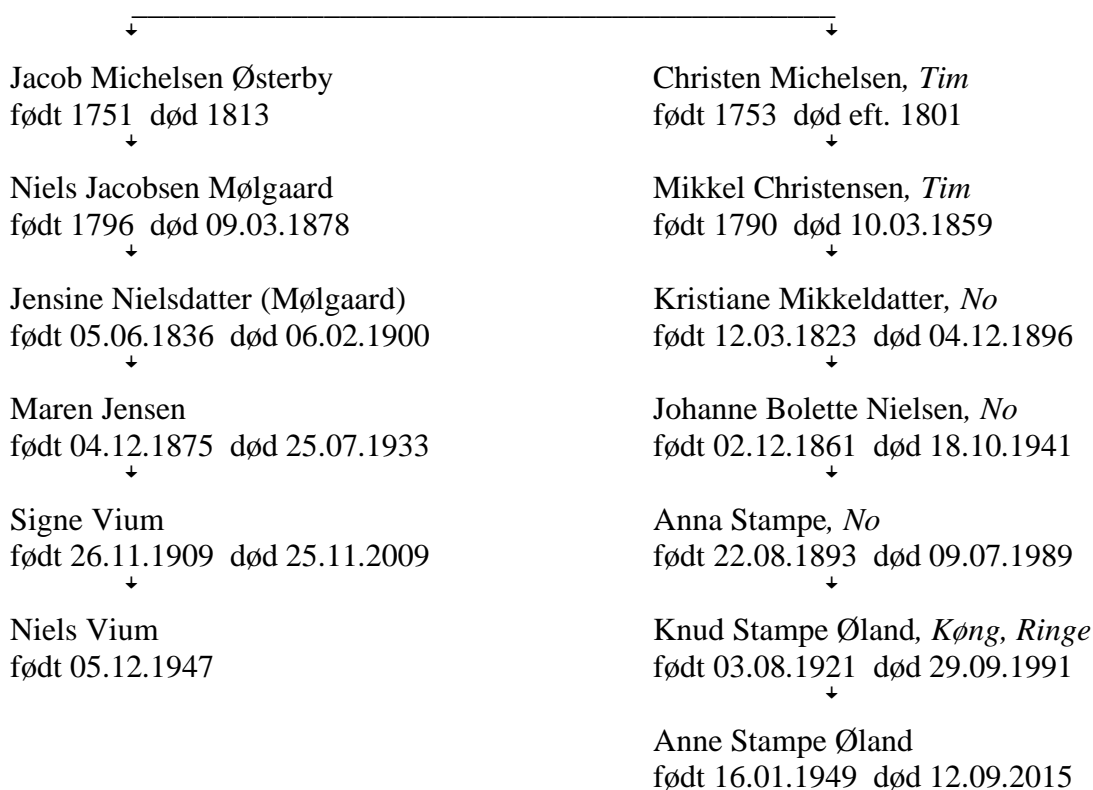 Jacob Michelsen Østerby
født 1751 død 1813
Niels Jacobsen Mølgaard
født 1796 død 09.03.1878
Jensine Nielsdatter (Mølgaard)
født 05.06.1836 død 06.02.1900
Maren Jensen
født 04.12.1875 død 25.07.1933
Signe Vium
født 26.11.1909 død 25.11.2009
Niels Vium
født 05.12.1947
Christen Michelsen, Tim
født 1753 død eft. 1801
Mikkel Christensen, Tim
født 1790 død 10.03.1859
Kristiane Mikkeldatter, No
født 12.03.1823 død 04.12.1896
Johanne Bolette Nielsen, No
født 02.12.1861 død 18.10.1941
Anna Stampe, No
født 22.08.1893 død 09.07.1989
Knud Stampe Øland, Køng, Ringe
født 03.08.1921 død 29.09.1991
Anne Stampe Øland
født 16.01.1949 død 12.09.2015